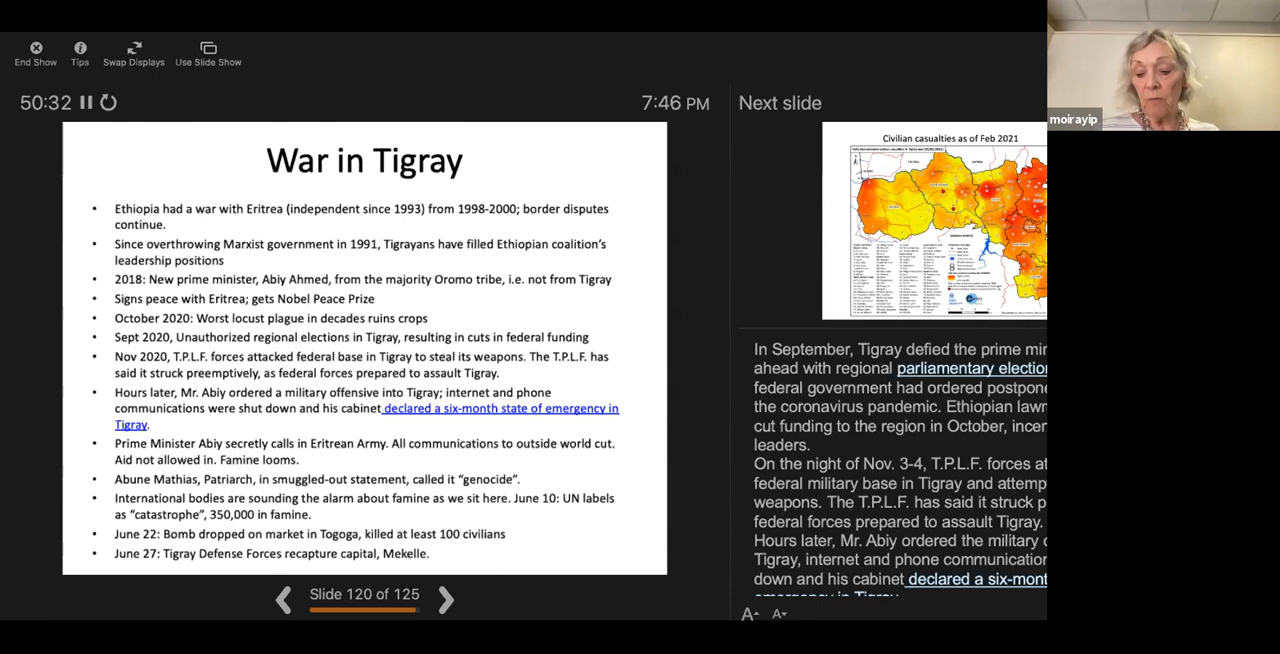 End Show
Tips
Swap Displays
Use Slide Show
50:32
7:46 PM
Next slide
moirayip
War in Tigray
• Ethiopia had a war with Eritrea (independent since 1993) from 1998-2000; border disputes
continue.
• Since overthrowing Marxist government in 1991, Tigrayans have filled Ethiopian coalition's
leadership positions
• 2018: New prime minister, Abiy Ahmed, from the majority Oromo tribe, i.e. not from Tigray
• Signs peace with Eritrea; gets Nobel Peace Prize
• October 2020: Worst locust plague in decades ruins crops
• Sept 2020, Unauthorized regional elections in Tigray, resulting in cuts in federal funding
• Nov 2020, T.P.L.F. forces attacked federal base in Tigray to steal its weapons. The T.P.L.F. has
said it struck preemptively, as federal forces prepared to assault Tigray.
• Hours later, Mr. Abiy ordered a military offensive into Tigray; internet and phone
communications were shut down and his cabinet declared a six-month state of emergency in
Tigray.
• Prime Minister Abiy secretly calls in Eritrean Army. All communications to outside world cut.
Aid not allowed in. Famine looms.
• Abune Mathias, Patriarch, in smuggled-out statement, called it "genocide".
• International bodies are sounding the alarm about famine as we sit here. June 10: UN labels
as "catastrophe", 350,000 in famine.
• June 22: Bomb dropped on market in Togoga, killed at least 100 civilians
• June 27: Tigray Defense Forces recapture capital, Mekelle.
Slide 120 of 125
Civilian casualties as of Feb 2021
In September, Tigray defied the prime min
ahead with regional parliamentary election
federal government had ordered postpone
the coronavirus pandemic. Ethiopian lawm
cut funding to the region in October, incen
leaders.
On the night of Nov. 3-4, T.P.L.F. forces at
federal military base in Tigray and attemp
weapons. The T.P.L.F. has said it struck p
federal forces prepared to assault Tigray.
Hours later, Mr. Abiy ordered the military o
Tigray, internet and phone communication
down and his cabinet declared a six-mont
emergency in Tigray
A A